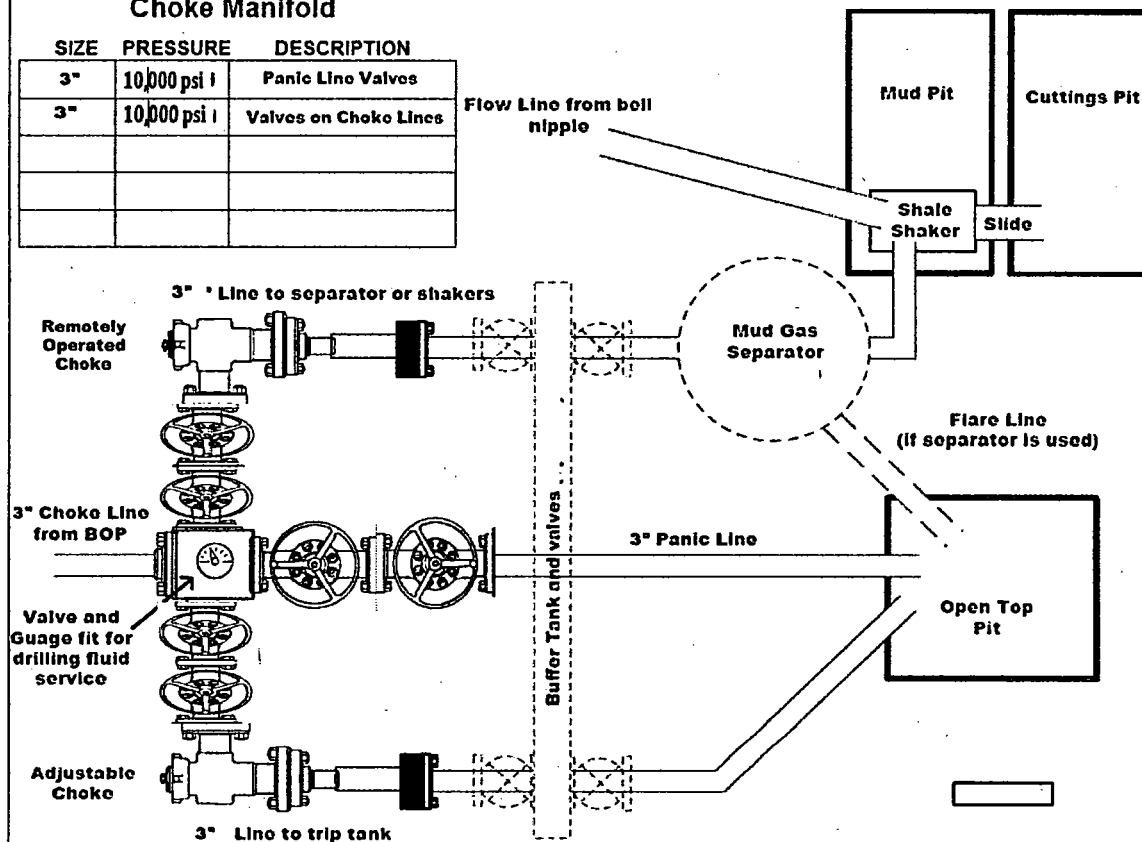 Choke Manifold
SIZE PRESSURE DESCRIPTION
3" 10,000 psi Panic Line Valves
3" 10,000 psi Valves on Choke Lines
Flow Line from bell
nipple
Mud Pit
Cuttings Pit
Shale
Shaker
Slide
3" Line to separator or shakers
Remotely
Operated
Choke
Mud Gas
Separator
Flare Line
(if separator is used)
3" Choke Line
from BOP
3" Panic Line
Buffer Tank and valves
Open Top
Pit
Valve and
Guage fit for
drilling fluid
service
Adjustable
Choke
3" Line to trip tank